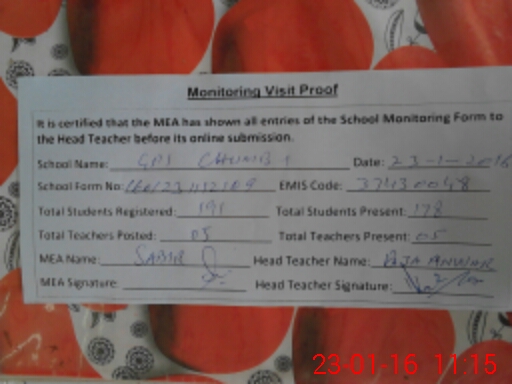 Monitoring Visit Proof
It is certified that the MEA has shown all entries of the School Monitoring Form to
the Head Teacher before its online submission.
School Name: GPS Date: 23-1-2016
School Form No: EMIS Code: 37430048
Total Students Registered: 191 Total Students Present: 178
Total Teachers Posted: 05 Total Teachers Present: 05
MEA Name: SABIR Head Teacher Name: RAJA ANWAR
MEA Signature: Head Teacher Signature:
23-01-16 11:15